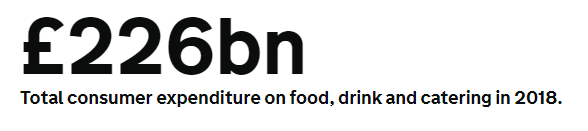 £226bn
Total consumer expenditure on food, drink and catering in 2018.